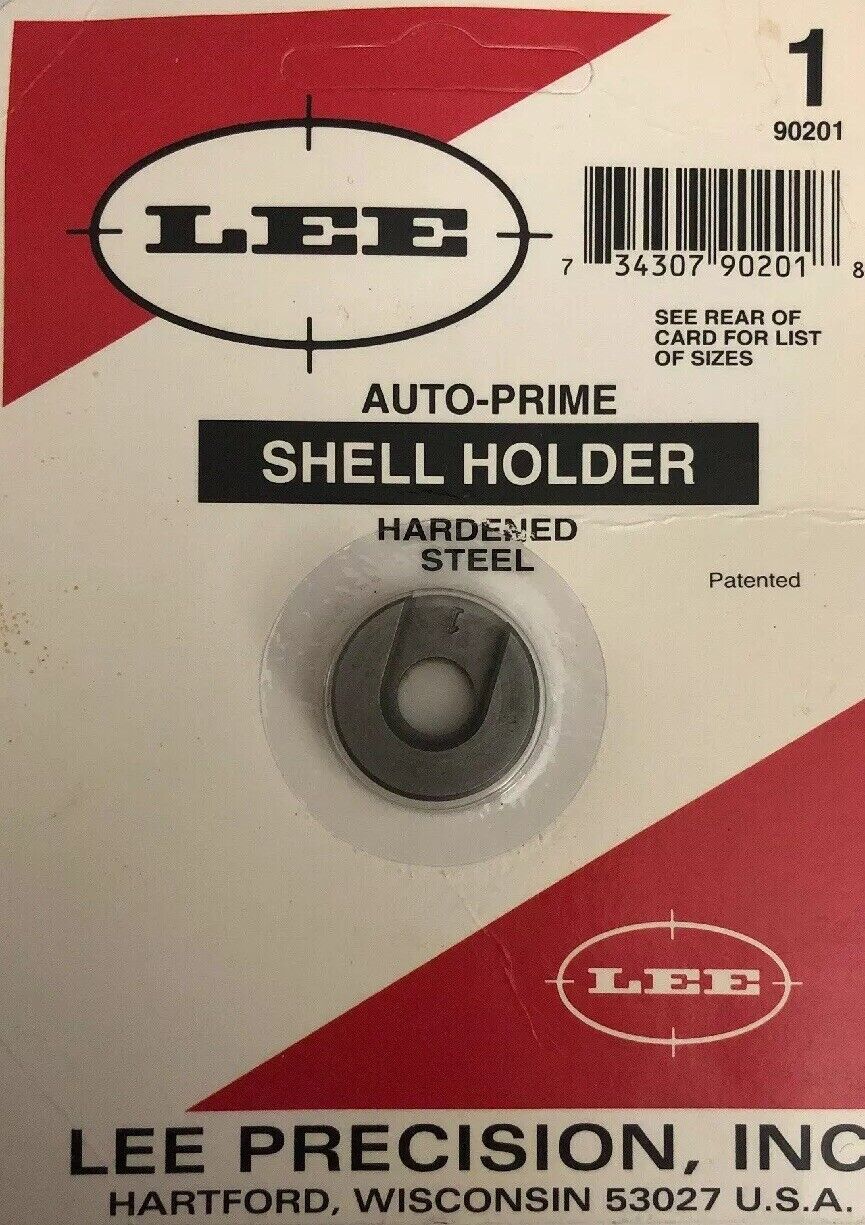 1
90201
LEE
7 34307 90201 8
SEE REAR OF
CARD FOR LIST
OF SIZES
AUTO-PRIME
SHELL HOLDER
HARDENED
STEEL
Patented
1
LEE
LEE PRECISION, INC
HARTFORD, WISCONSIN 53027 U.S.A.